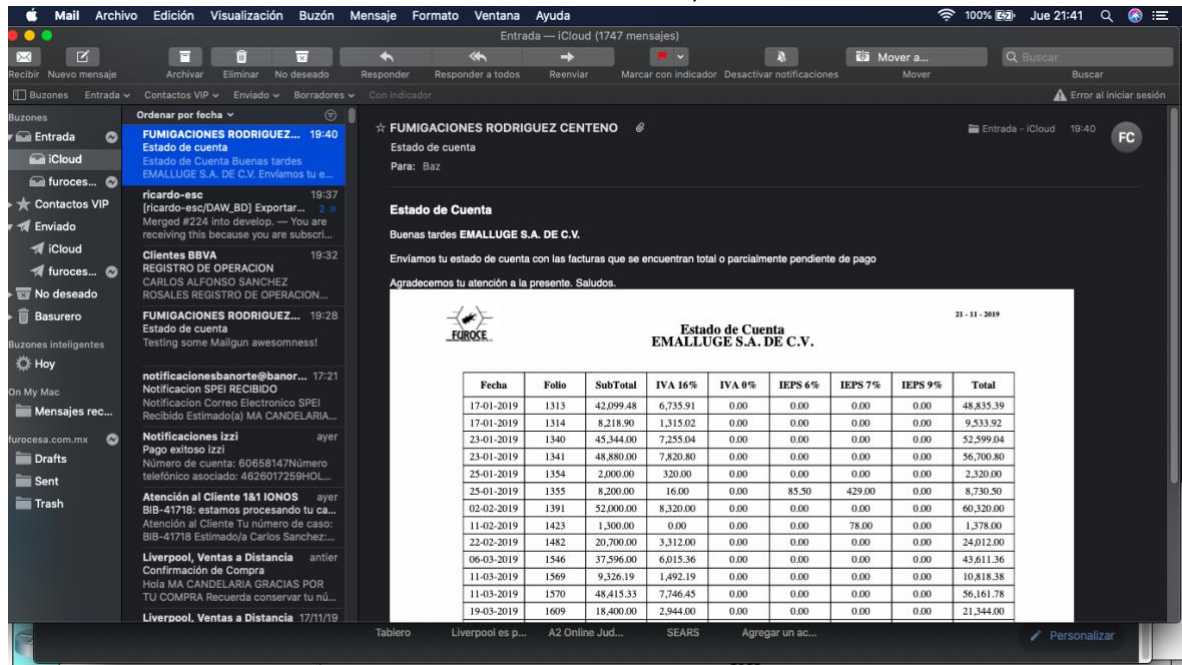 Mail Archivo Edición Visualización Buzón Mensaje Formato Ventana Ayuda 100% Jue 21:41
Entrada — iCloud (1747 mensajes)
Mover a... Buscar
Recibir Nuevo mensaje Archivar Eliminar No deseado Responder Responder a todos Reenviar Marcar con indicador Desactivar notificaciones Mover Buscar
Buzones Entrada Contactos VIP Enviado Borradores Con indicador Error al iniciar sesión
Buzones
Entrada
iCloud
furoces...
Contactos VIP
Enviado
iCloud
furoces...
No deseado
Basurero
Buzones inteligentes
Hoy
On My Mac
Mensajes rec...
furocesa.com.mx
Drafts
Sent
Trash
Ordenar por fecha
FUMIGACIONES RODRIGUEZ... 19:40
Estado de cuenta
Estado de Cuenta Buenas tardes
EMALLUGE S.A. DE C.V. Envíamos tu e...
ricardo-esc 19:37
[ricardo-esc/DAW_BD] Exportar... 2
Merged #224 into develop. — You are
receiving this because you are subscri...
Clientes BBVA 19:32
REGISTRO DE OPERACION
CARLOS ALFONSO SANCHEZ
ROSALES REGISTRO DE OPERACION...
FUMIGACIONES RODRIGUEZ... 19:28
Estado de cuenta
Testing some Mailgun awesomness!
notificacionesbanorte@banor... 17:21
Notificacion SPEI RECIBIDO
Notificacion Correo Electronico SPEI
Recibido Estimado(a) MA CANDELARIA...
Notificaciones izzi ayer
Pago exitoso izzi
Número de cuenta: 60658147Número
telefónico asociado: 4626017259HOL...
Atención al Cliente 1&1 IONOS ayer
BIB-41718: estamos procesando tu ca...
Atención al Cliente Tu número de caso:
BIB-41718 Estimado/a Carlos Sanchez:...
Liverpool, Ventas a Distancia antier
Confirmación de Compra
Hola MA CANDELARIA GRACIAS POR
TU COMPRA Recuerda conservar tu nú...
Liverpool, Ventas a Distancia 17/11/19
FUMIGACIONES RODRIGUEZ CENTENO Entrada - iCloud 19:40 FC
Estado de cuenta
Para: Baz
Estado de Cuenta
Buenas tardes EMALLUGE S.A. DE C.V.
Envíamos tu estado de cuenta con las facturas que se encuentran total o parcialmente pendiente de pago
Agradecemos tu atención a la presente. Saludos.
21 - 11 - 2019
FUROCE
Estado de Cuenta
EMALLUGE S.A. DE C.V.
Fecha Folio SubTotal IVA 16% IVA 0% IEPS 6% IEPS 7% IEPS 9% Total
17-01-2019 1313 42,099.48 6,735.91 0.00 0.00 0.00 0.00 48,835.39
17-01-2019 1314 8,218.90 1,315.02 0.00 0.00 0.00 0.00 9,533.92
23-01-2019 1340 45,344.00 7,255.04 0.00 0.00 0.00 0.00 52,599.04
23-01-2019 1341 48,880.00 7,820.80 0.00 0.00 0.00 0.00 56,700.80
25-01-2019 1354 2,000.00 320.00 0.00 0.00 0.00 0.00 2,320.00
25-01-2019 1355 8,200.00 16.00 0.00 85.50 429.00 0.00 8,730.50
02-02-2019 1391 52,000.00 8,320.00 0.00 0.00 0.00 0.00 60,320.00
11-02-2019 1423 1,300.00 0.00 0.00 0.00 78.00 0.00 1,378.00
22-02-2019 1482 20,700.00 3,312.00 0.00 0.00 0.00 0.00 24,012.00
06-03-2019 1546 37,596.00 6,015.36 0.00 0.00 0.00 0.00 43,611.36
11-03-2019 1569 9,326.19 1,492.19 0.00 0.00 0.00 0.00 10,818.38
11-03-2019 1570 48,415.33 7,746.45 0.00 0.00 0.00 0.00 56,161.78
19-03-2019 1609 18,400.00 2,944.00 0.00 0.00 0.00 0.00 21,344.00
Tablero Liverpool es p... A2 Online Jud... SEARS Agregar un ac... Personalizar